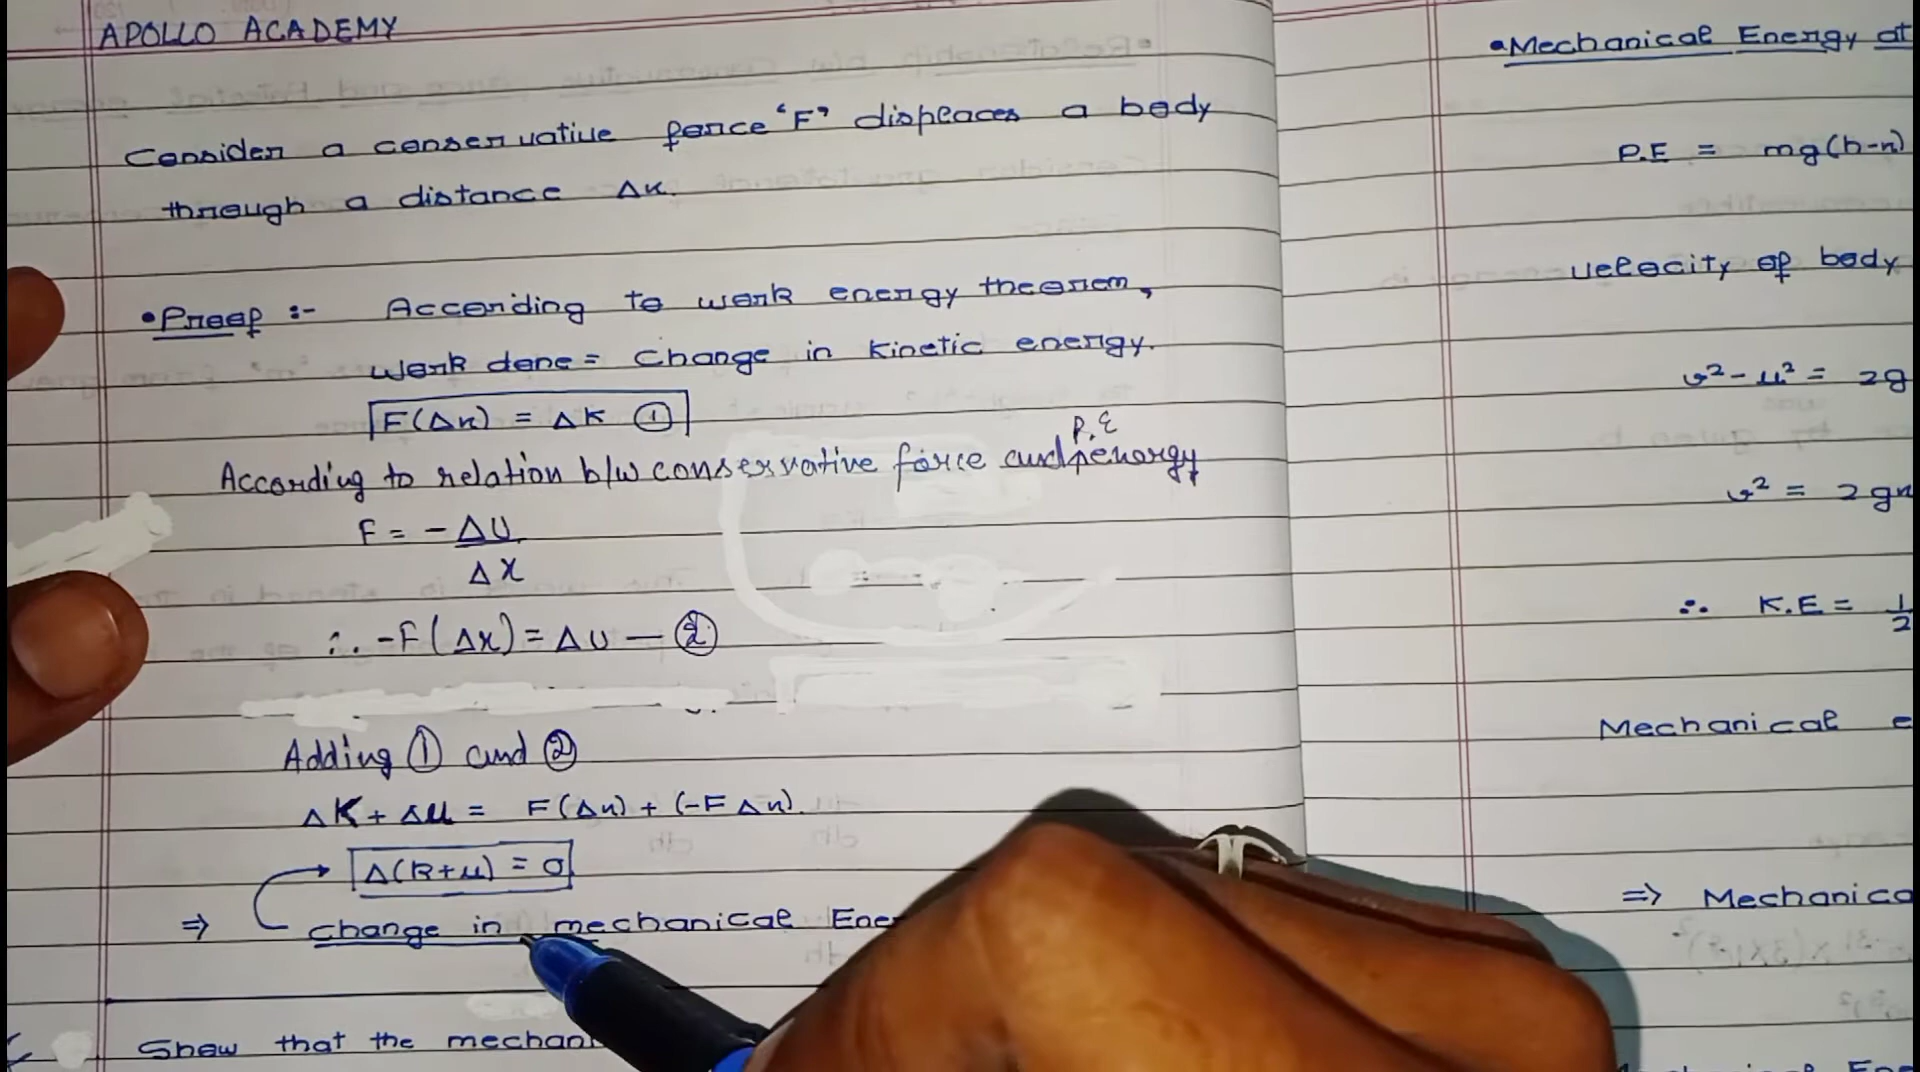 APOLLO ACADEMY
Consider a conservative force 'F' displaces a body
through a distance Δx.
•Proof :- According to work energy theorem,
Work done = Change in kinetic energy.
F(Δx) = ΔK ①
According to relation b/w conservative force and P.E energy
F = -ΔU
Δx
∴ -F(Δx) = ΔU — ②
Adding ① and ②
ΔK + ΔU = F(Δx) + (-FΔx).
Δ(K+U) = 0
⇒ change in mechanical Ene
Show that the mechan
•Mechanical Energy at
P.E = mg(h-x)
velocity of body
v² - u² = 2g
v² = 2gx
∴ K.E = 1/2
Mechanical e
⇒ Mechanica